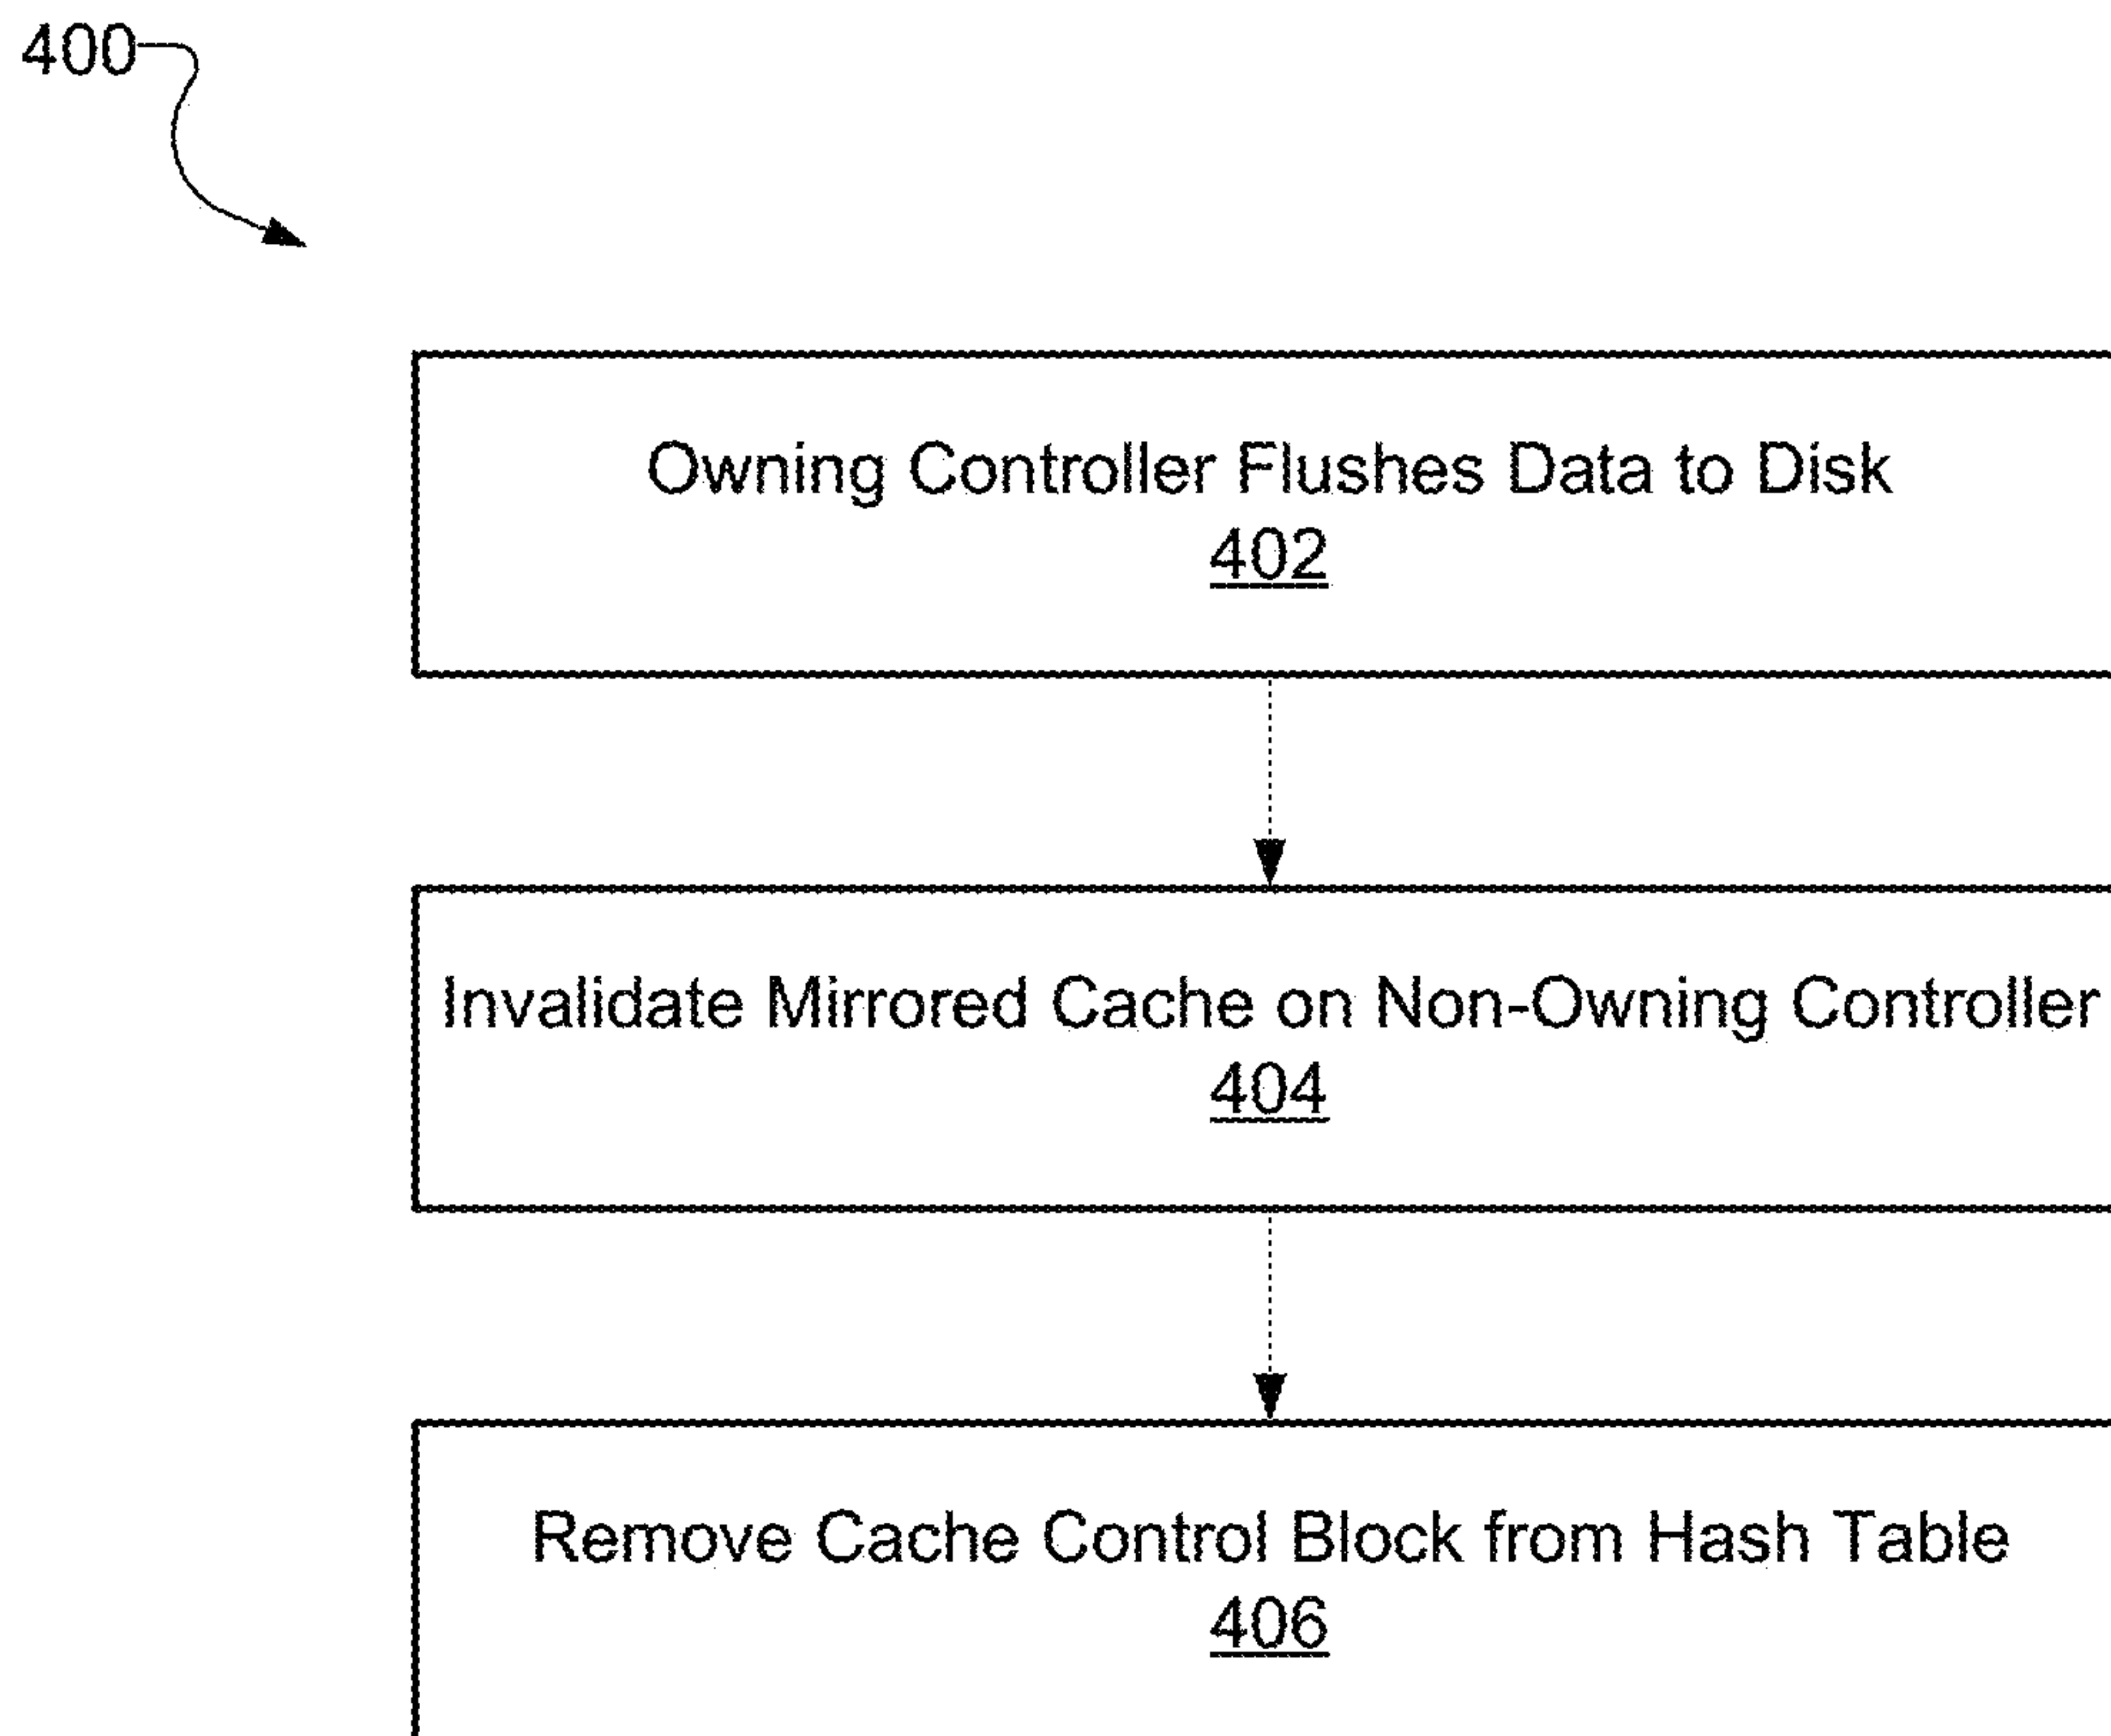 400
Owning Controller Flushes Data to Disk
402
Invalidate Mirrored Cache on Non-Owning Controller
404
Remove Cache Control Block from Hash Table
406